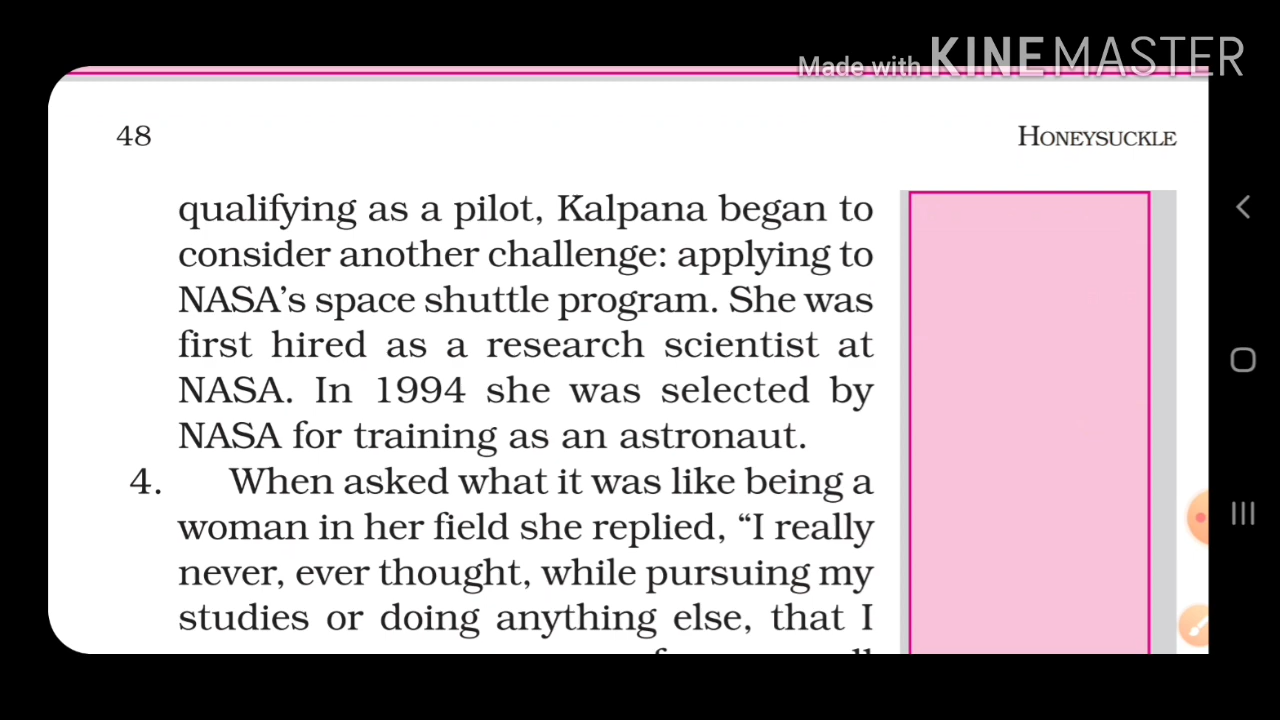 Made with KINEMASTER
48 HONEYSUCKLE
qualifying as a pilot, Kalpana began to
consider another challenge: applying to
NASA’s space shuttle program. She was
first hired as a research scientist at
NASA. In 1994 she was selected by
NASA for training as an astronaut.
4. When asked what it was like being a
woman in her field she replied, “I really
never, ever thought, while pursuing my
studies or doing anything else, that I